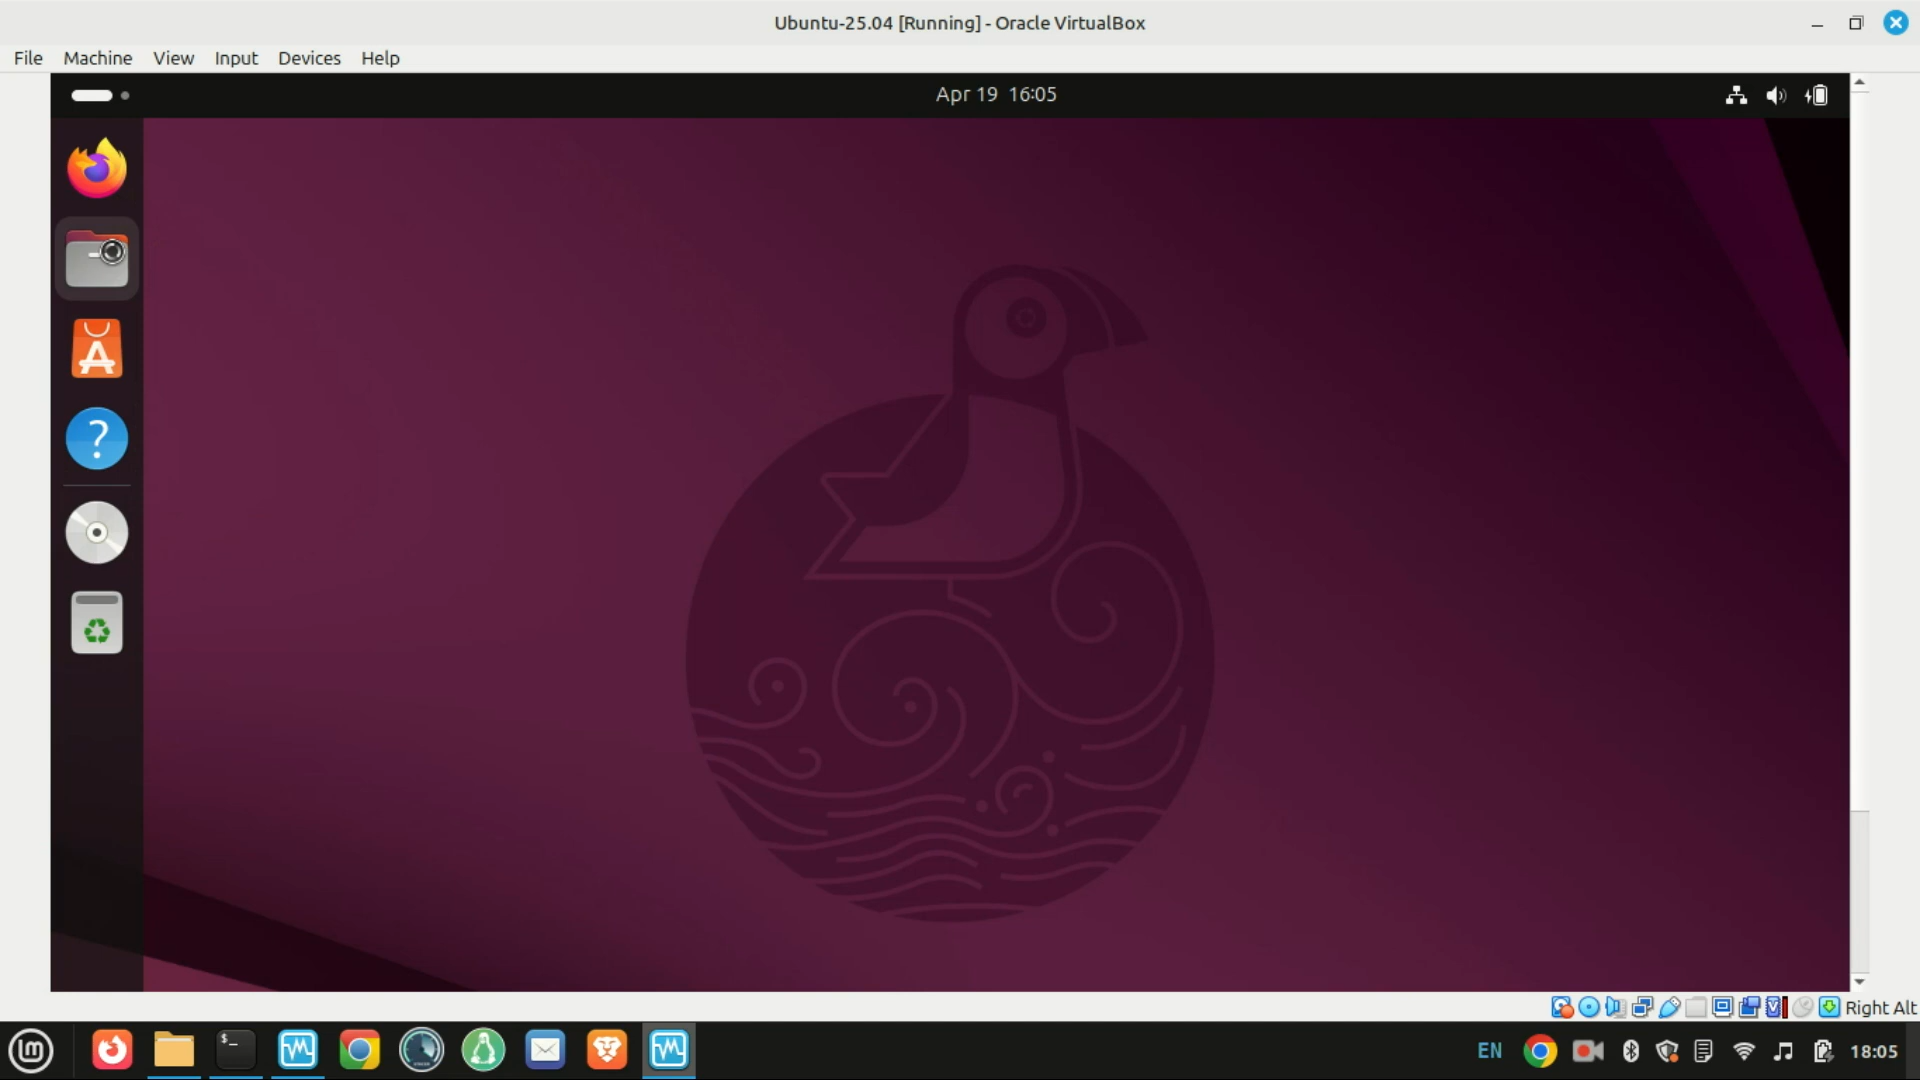 Ubuntu-25.04 [Running] - Oracle VirtualBox
File Machine View Input Devices Help
Apr 19 16:05
Right Alt
EN
18:05